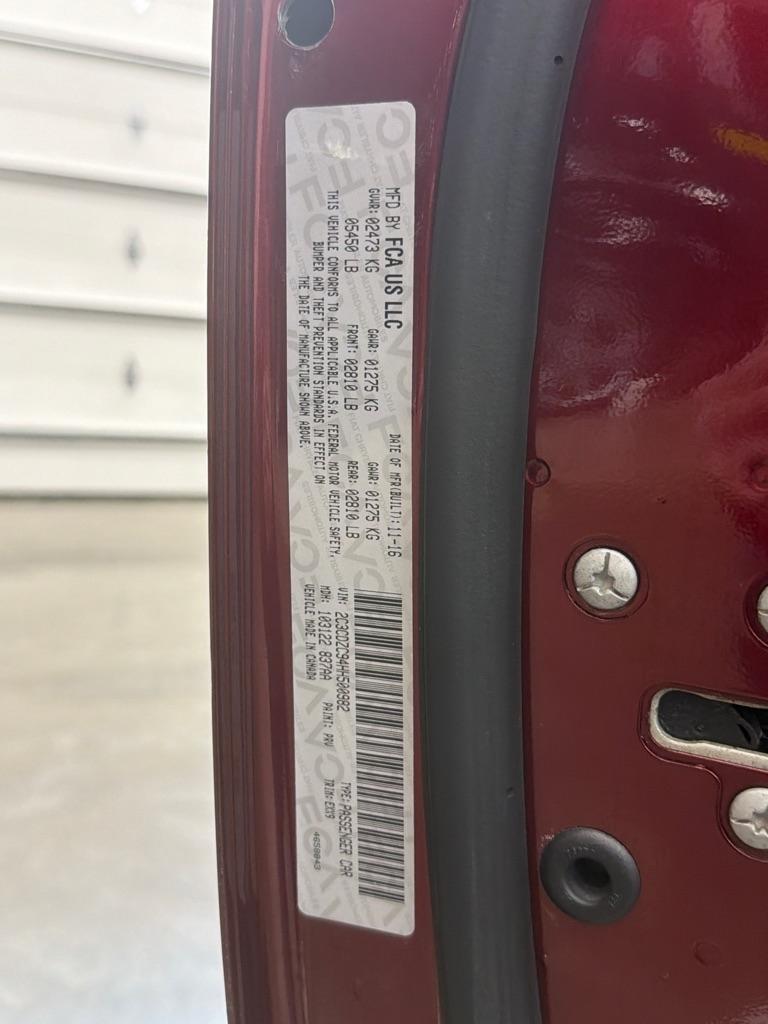 MFD BY FCA US LLC DATE OF MFR(BUILT): 11-16
GVWR: 02473 KG GAWR: 01275 KG GAWR: 01275 KG
05450 LB FRONT: 02810 LB REAR: 02810 LB
THIS VEHICLE CONFORMS TO ALL APPLICABLE U.S.A. FEDERAL MOTOR VEHICLE SAFETY,
BUMPER AND THEFT PREVENTION STANDARDS IN EFFECT ON
THE DATE OF MANUFACTURE SHOWN ABOVE.
VIN: 2C3CDZC94HH500982 TYPE: PASSENGER CAR
MDH: 103122 837AA PAINT: PRV TRIM: EXX9
VEHICLE MADE IN CANADA 4658843